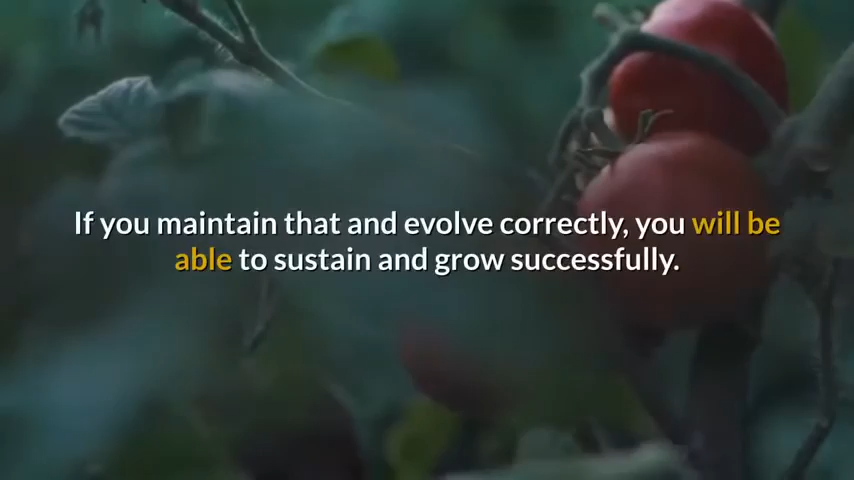 If you maintain that and evolve correctly, you will be
able to sustain and grow successfully.